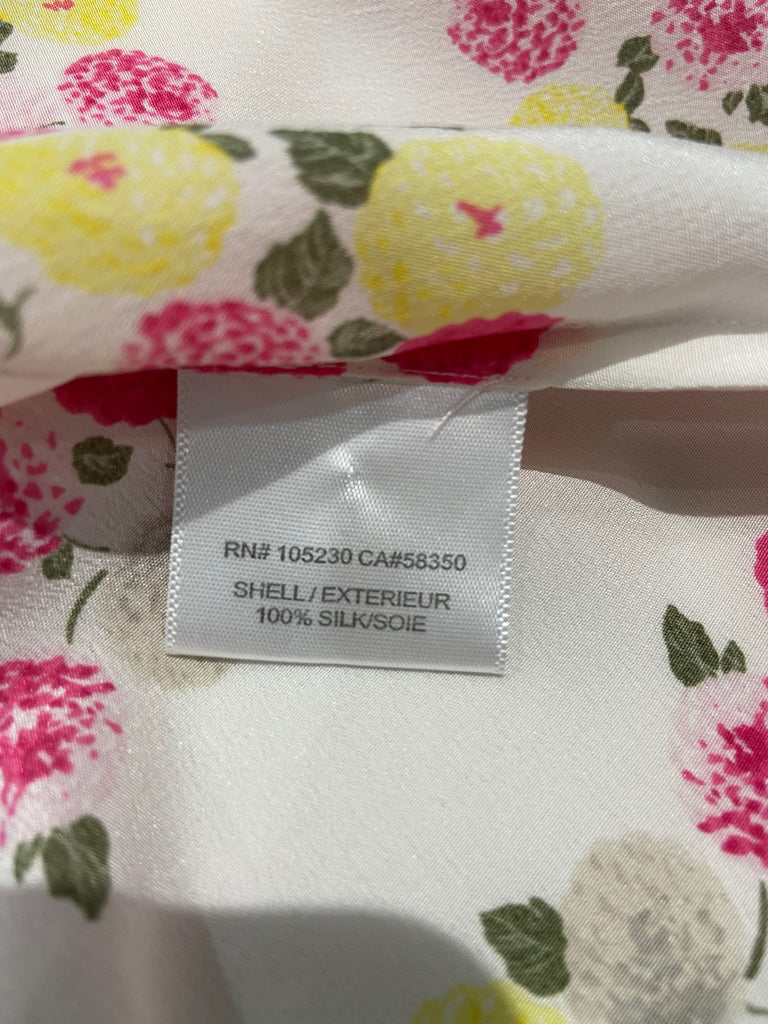 RN# 105230 CA#58350
SHELL/EXTERIEUR
100% SILK/SOIE